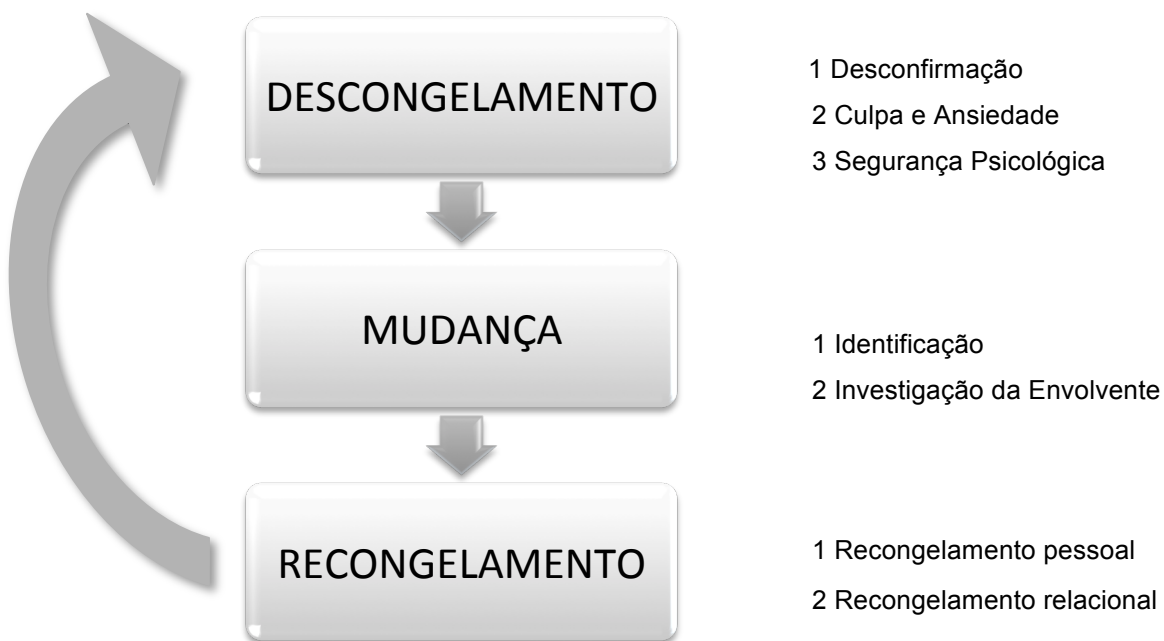 DESCONGELAMENTO
1 Desconfirmação
2 Culpa e Ansiedade
3 Segurança Psicológica
MUDANÇA
1 Identificação
2 Investigação da Envolvente
RECONGELAMENTO
1 Recongelamento pessoal
2 Recongelamento relacional